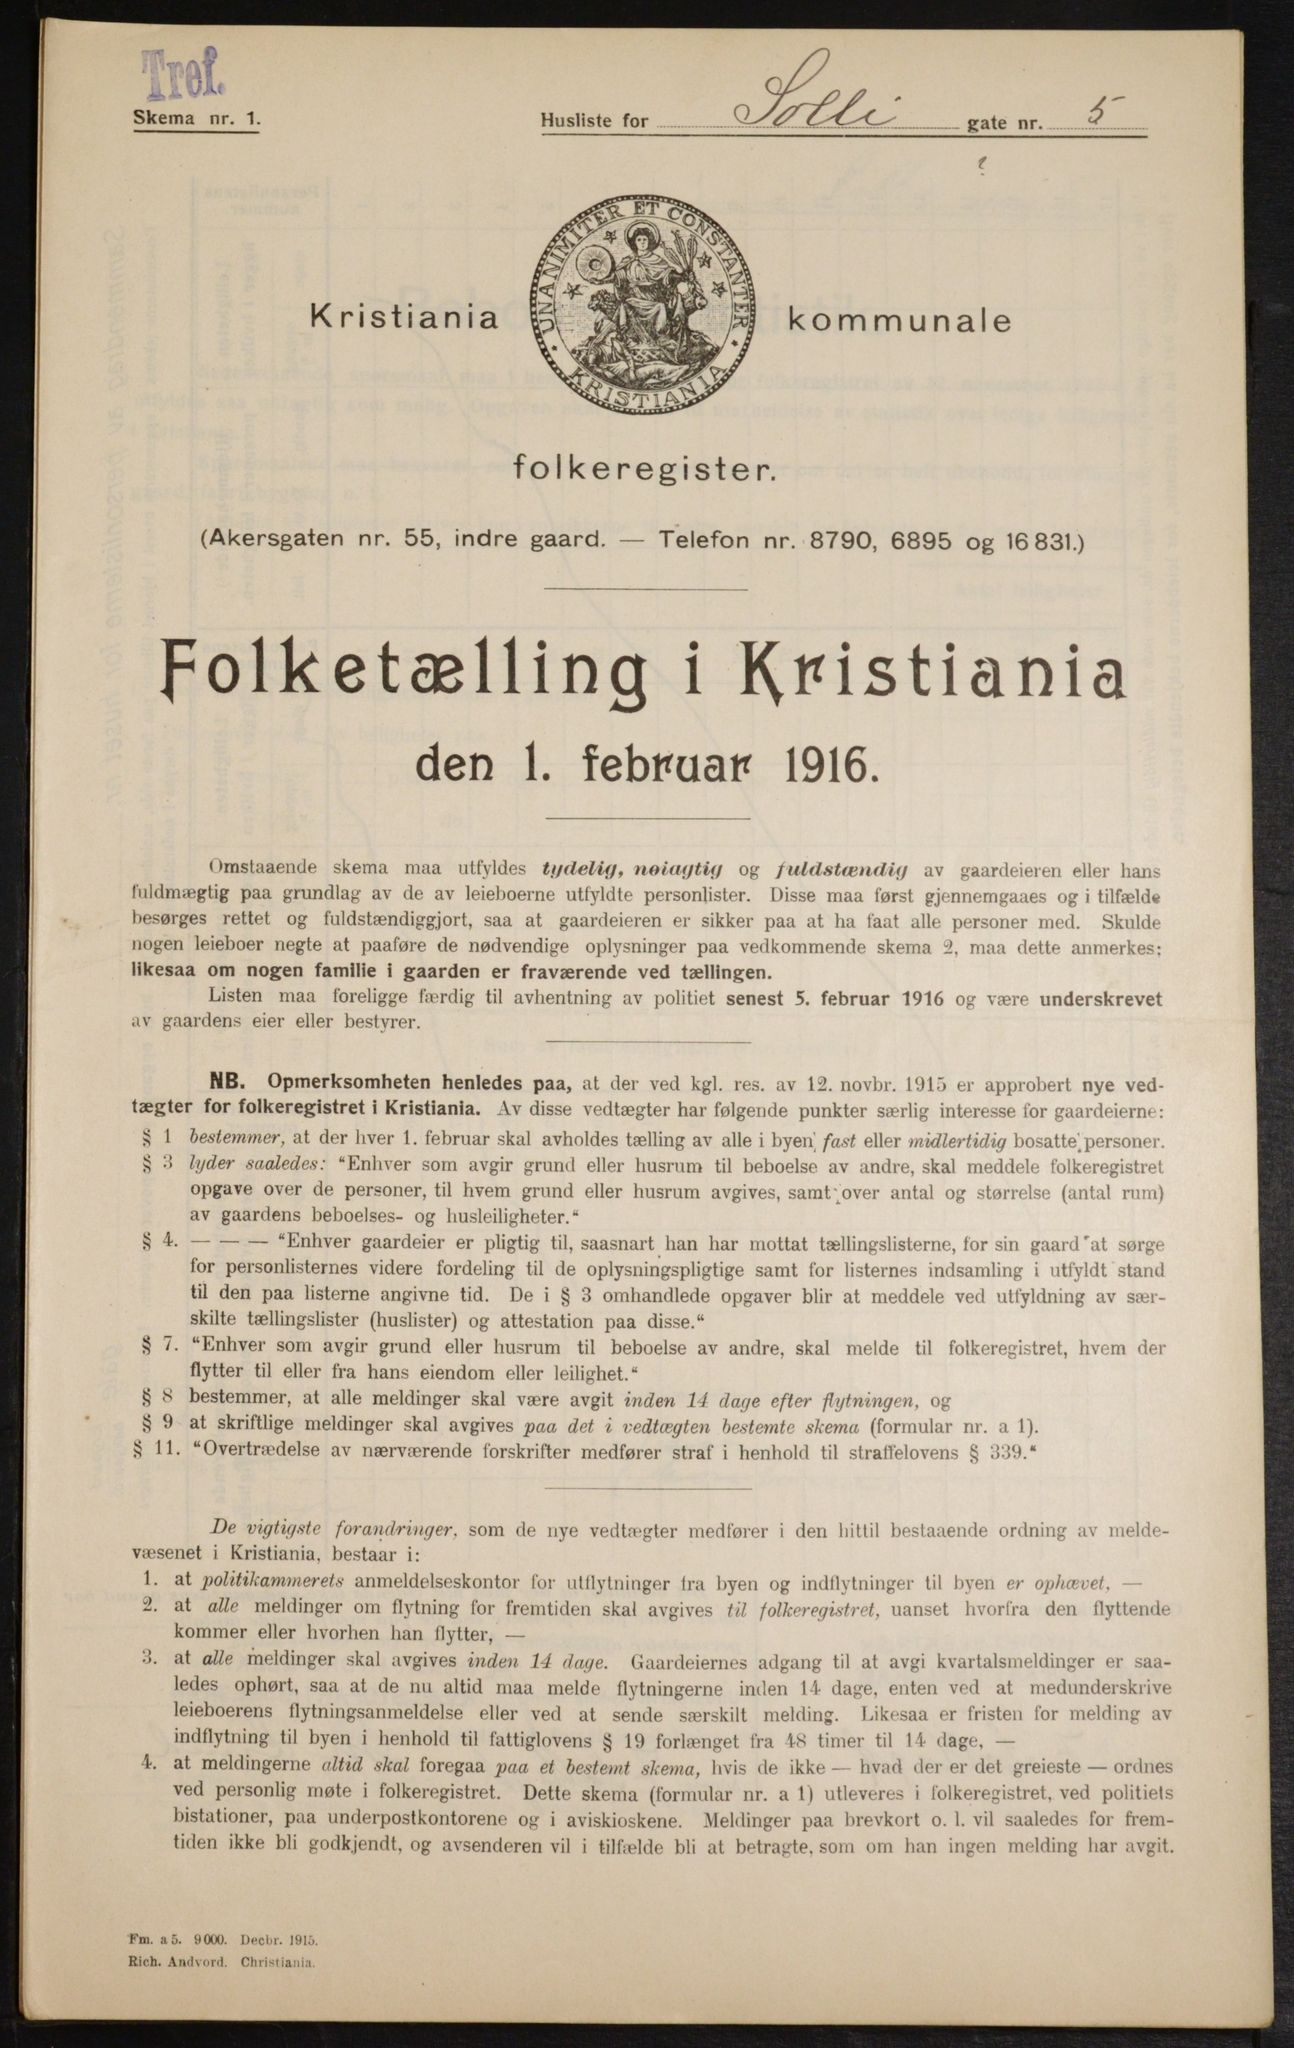 Tref.
Skema nr. 1.
Husliste for Solli gate nr. 5
?
UNANIMITER ET CONSTANTER
KRISTIANIA
Kristiania kommunale
folkeregister.
(Akersgaten nr. 55, indre gaard. — Telefon nr. 8790, 6895 og 16 831.)
Folketælling i Kristiania
den 1. februar 1916.
Omstaaende skema maa utfyldes tydelig, nøiagtig og fuldstændig av gaardeieren eller hans
fuldmægtig paa grundlag av de av leieboerne utfyldte personlister. Disse maa først gjennemgaaes og i tilfælde
besørges rettet og fuldstændiggjort, saa at gaardeieren er sikker paa at ha faat alle personer med. Skulde
nogen leieboer negte at paaføre de nødvendige oplysninger paa vedkommende skema 2, maa dette anmerkes;
likesaa om nogen familie i gaarden er fraværende ved tællingen.
Listen maa foreligge færdig til avhentning av politiet senest 5. februar 1916 og være underskrevet
av gaardens eier eller bestyrer.
NB. Opmerksomheten henledes paa, at der ved kgl. res. av 12. novbr. 1915 er approbert nye ved-
tægter for folkeregistret i Kristiania. Av disse vedtægter har følgende punkter særlig interesse for gaardeierne:
§ 1 bestemmer, at der hver 1. februar skal avholdes tælling av alle i byen fast eller midlertidig bosatte personer.
§ 3 lyder saaledes: "Enhver som avgir grund eller husrum til beboelse av andre, skal meddele folkeregistret
opgave over de personer, til hvem grund eller husrum avgives, samt over antal og størrelse (antal rum)
av gaardens beboelses- og husleiligheter."
§ 4. — — — "Enhver gaardeier er pligtig til, saasnart han har mottat tællingslisterne, for sin gaard at sørge
for personlisternes videre fordeling til de oplysningspligtige samt for listernes indsamling i utfyldt stand
til den paa listerne angivne tid. De i § 3 omhandlede opgaver blir at meddele ved utfyldning av sær-
skilte tællingslister (huslister) og attestation paa disse."
§ 7. "Enhver som avgir grund eller husrum til beboelse av andre, skal melde til folkeregistret, hvem der
flytter til eller fra hans eiendom eller leilighet."
§ 8 bestemmer, at alle meldinger skal være avgit inden 14 dage efter flytningen, og
§ 9 at skriftlige meldinger skal avgives paa det i vedtægten bestemte skema (formular nr. a 1).
§ 11. "Overtrædelse av nærværende forskrifter medfører straf i henhold til straffelovens § 339."
De vigtigste forandringer, som de nye vedtægter medfører i den hittil bestaaende ordning av melde-
væsenet i Kristiania, bestaar i:
1. at politikammerets anmeldelseskontor for utflytninger fra byen og indflytninger til byen er ophævet, —
2. at alle meldinger om flytning for fremtiden skal avgives til folkeregistret, uanset hvorfra den flyttende
kommer eller hvorhen han flytter, —
3. at alle meldinger skal avgives inden 14 dage. Gaardeiernes adgang til at avgi kvartalsmeldinger er saa-
ledes ophørt, saa at de nu altid maa melde flytningerne inden 14 dage, enten ved at medunderskrive
leieboerens flytningsanmeldelse eller ved at sende særskilt melding. Likesaa er fristen for melding av
indflytning til byen i henhold til fattiglovens § 19 forlænget fra 48 timer til 14 dage, —
4. at meldingerne altid skal foregaa paa et bestemt skema, hvis de ikke — hvad der er det greieste — ordnes
ved personlig møte i folkeregistret. Dette skema (formular nr. a 1) utleveres i folkeregistret, ved politiets
bistationer, paa underpostkontorene og i aviskioskene. Meldinger paa brevkort o. l. vil saaledes for frem-
tiden ikke bli godkjendt, og avsenderen vil i tilfælde bli at betragte, som om han ingen melding har avgit.
Fm. a 5. 9 000. Decbr. 1915.
Rich. Andvord. Christiania.